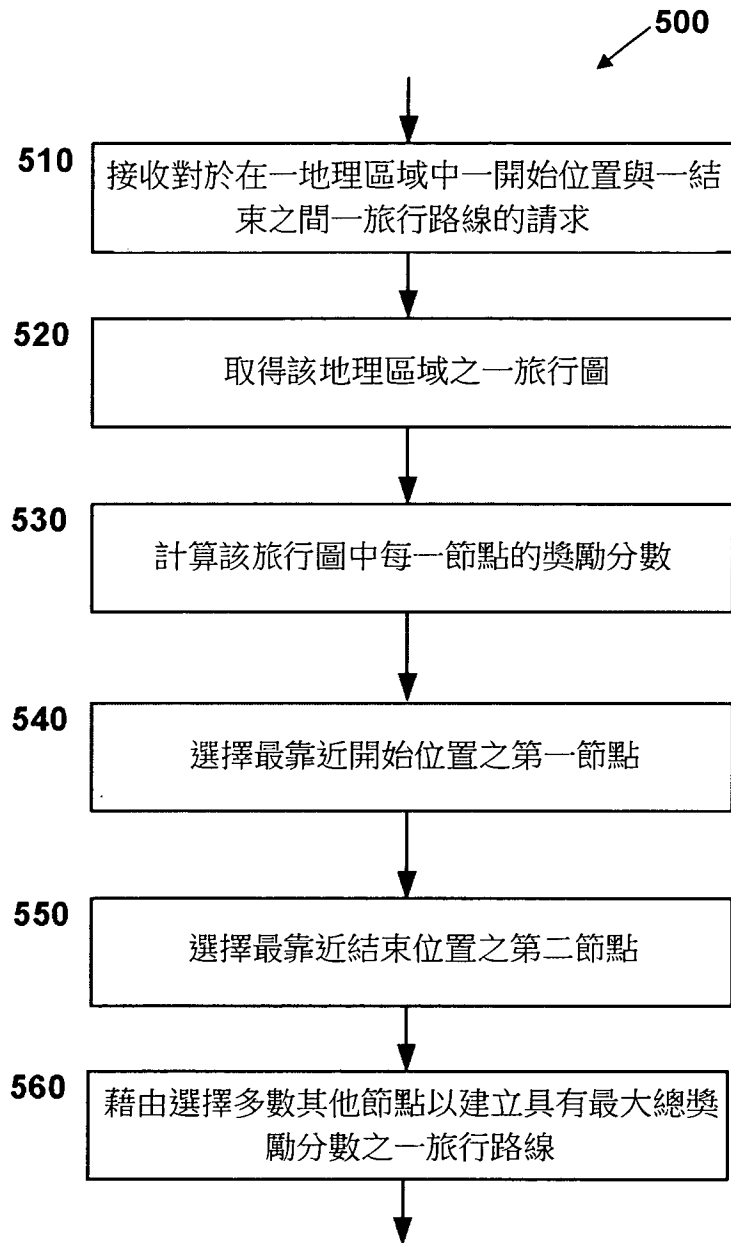 500
510
接收對於在一地理區域中一開始位置與一結
束之間一旅行路線的請求
520
取得該地理區域之一旅行圖
530
計算該旅行圖中每一節點的獎勵分數
540
選擇最靠近開始位置之第一節點
550
選擇最靠近結束位置之第二節點
560
藉由選擇多數其他節點以建立具有最大總獎
勵分數之一旅行路線